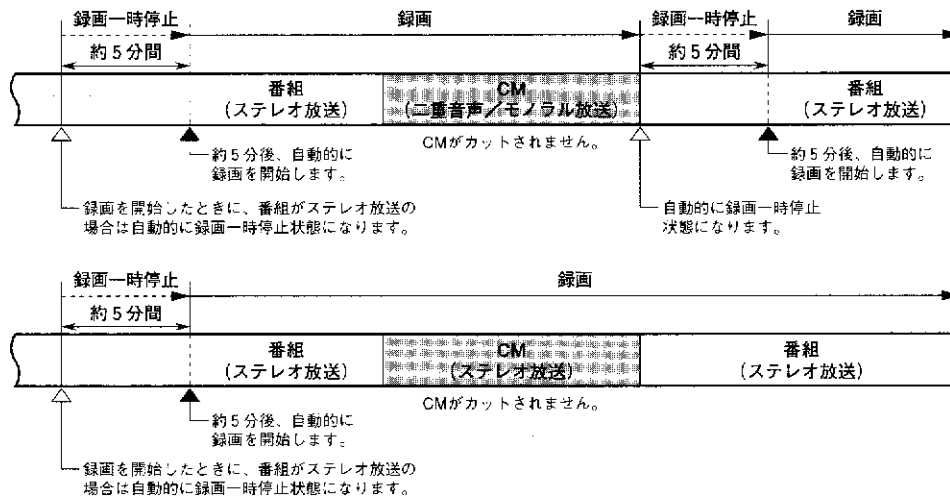 録画一時停止
録画
録画一時停止
録画
約5分間
約5分間
番組
(ステレオ放送)
CM
(二重音声/モノラル放送)
番組
(ステレオ放送)
CMがカットされません。
約5分後、自動的に
録画を開始します。
約5分後、自動的に
録画を開始します。
録画を開始したときに、番組がステレオ放送の
場合は自動的に録画一時停止状態になります。
自動的に録画一時停止
状態になります。
録画一時停止
録画
約5分間
番組
(ステレオ放送)
CM
(ステレオ放送)
番組
(ステレオ放送)
CMがカットされません。
約5分後、自動的に
録画を開始します。
録画を開始したときに、番組がステレオ放送の
場合は自動的に録画一時停止状態になります。